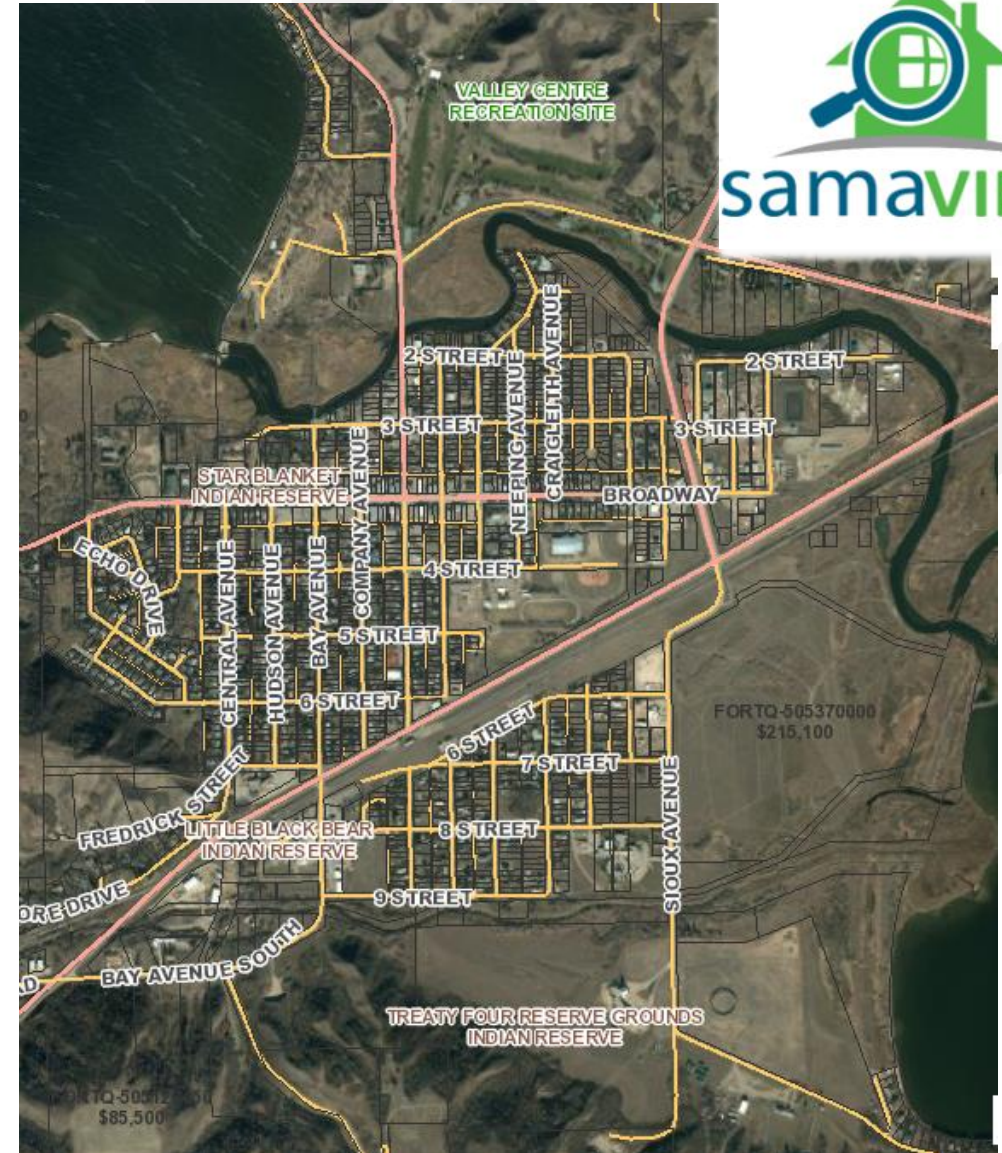 VALLEY CENTRE
RECREATION SITE
samaVI
2 STREET
2 STREET
NEEPING AVENUE
CRAIGLEITH AVENUE
3 STREET
3 STREET
COMPANY AVENUE
STAR BLANKET
INDIAN RESERVE
BROADWAY
ECHO DRIVE
CENTRAL AVENUE
HUDSON AVENUE
BAY AVENUE
4 STREET
5 STREET
6 STREET
6 STREET
FORTQ-505370000
$215,100
7 STREET
FREDRICK STREET
LITTLE BLACK BEAR
INDIAN RESERVE
8 STREET
SIOUX AVENUE
9 STREET
ORE DRIVE
BAY AVENUE SOUTH
TREATY FOUR RESERVE GROUNDS
INDIAN RESERVE
$85,500